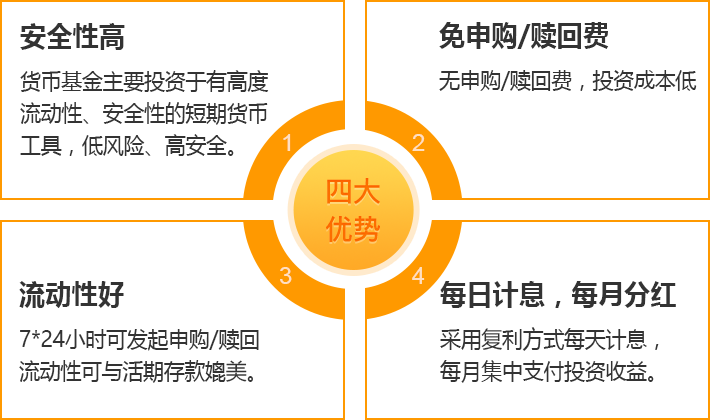 安全性高
货币基金主要投资于有高度
流动性、安全性的短期货币
工具，低风险、高安全。
1
免申购/赎回费
无申购/赎回费，投资成本低
2
四大
优势
流动性好
7*24小时可发起申购/赎回
流动性可与活期存款媲美。
3
每日计息，每月分红
采用复利方式每天计息，
每月集中支付投资收益。
4